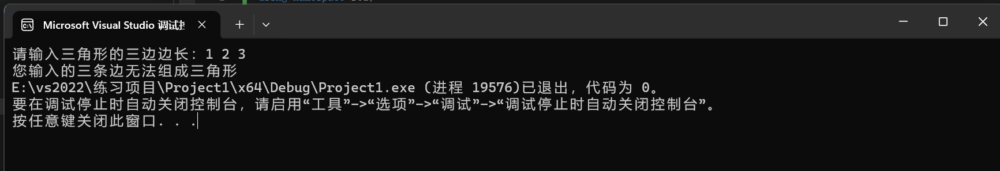 Microsoft Visual Studio 调试
请输入三角形的三边边长：1 2 3
您输入的三条边无法组成三角形
E:\vs2022\练习项目\Project1\x64\Debug\Project1.exe (进程 19576)已退出，代码为 0。
要在调试停止时自动关闭控制台，请启用“工具”->“选项”->“调试”->“调试停止时自动关闭控制台”。
按任意键关闭此窗口. . .